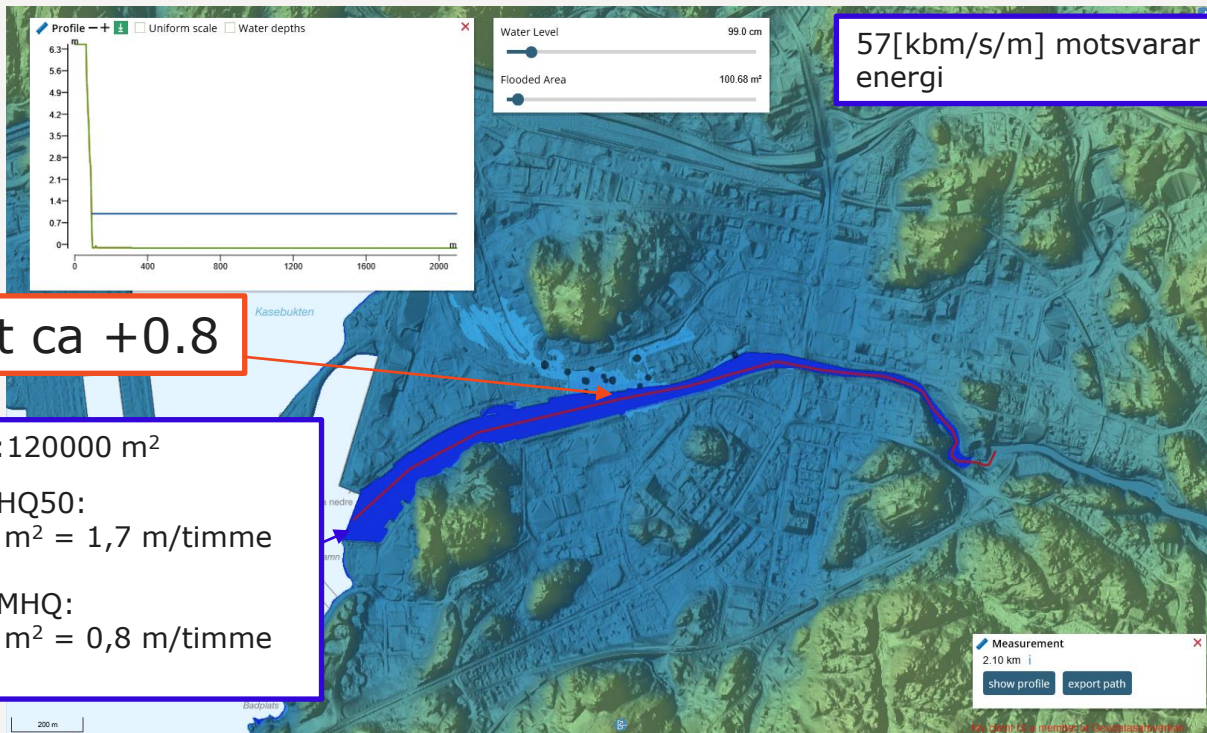 Profile
Uniform scale
Water depths
m
6.3
5.6
4.9
4.2
3.5
2.8
2.1
1.4
0.7
0
m
0 400 800 1200 1600 2000
Water Level 99.0 cm
Flooded Area 100.68 m²
57[kbm/s/m] motsvarar
energi
Kasebukten
t ca +0.8
:120000 m²
HQ50:
m² = 1,7 m/timme
MHQ:
m² = 0,8 m/timme
a nedre
amn
Badplats
200 m
Measurement
2.10 km i
show profile export path